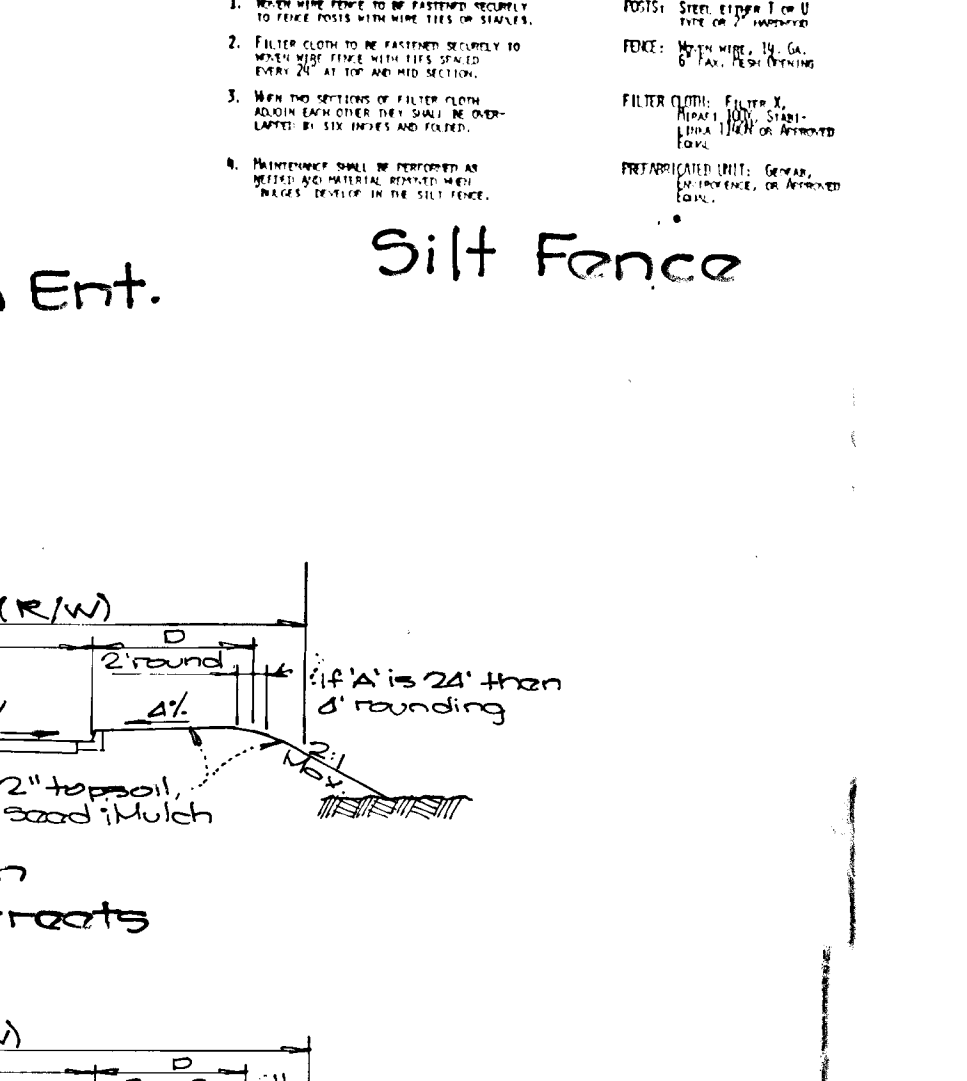 1. WOVEN WIRE FENCE TO BE FASTENED SECURELY
TO FENCE POSTS WITH WIRE TIES OR STAPLES.
2. FILTER CLOTH TO BE FASTENED SECURELY TO
WOVEN WIRE FENCE WITH TIES SPACED
EVERY 24" AT TOP AND MID SECTION.
3. WHEN TWO SECTIONS OF FILTER CLOTH
ADJOIN EACH OTHER THEY SHALL BE OVER-
LAPPED BY SIX INCHES AND FOLDED.
4. MAINTENANCE SHALL BE PERFORMED AS
NEEDED AND MATERIAL REMOVED WHEN
"BULGES" DEVELOP IN THE SILT FENCE.
POSTS: STEEL EITHER T OR U
TYPE OR 2" HARDWOOD
FENCE: WOVEN WIRE, 14 GA.
6" MAX. MESH OPENING
FILTER CLOTH: FILTER X,
MIRAFI 100X, STABI-
LINKA T140N OR APPROVED
EQUAL
PREFABRICATED UNIT: GEOFAB,
ENVIROFENCE, OR APPROVED
EQUAL.
Silt Fence
Ent.
(R/W)
D
2' round
if 'A' is 24' then
4' rounding
4%
2:1
Max.
2" topsoil,
seed & Mulch
D